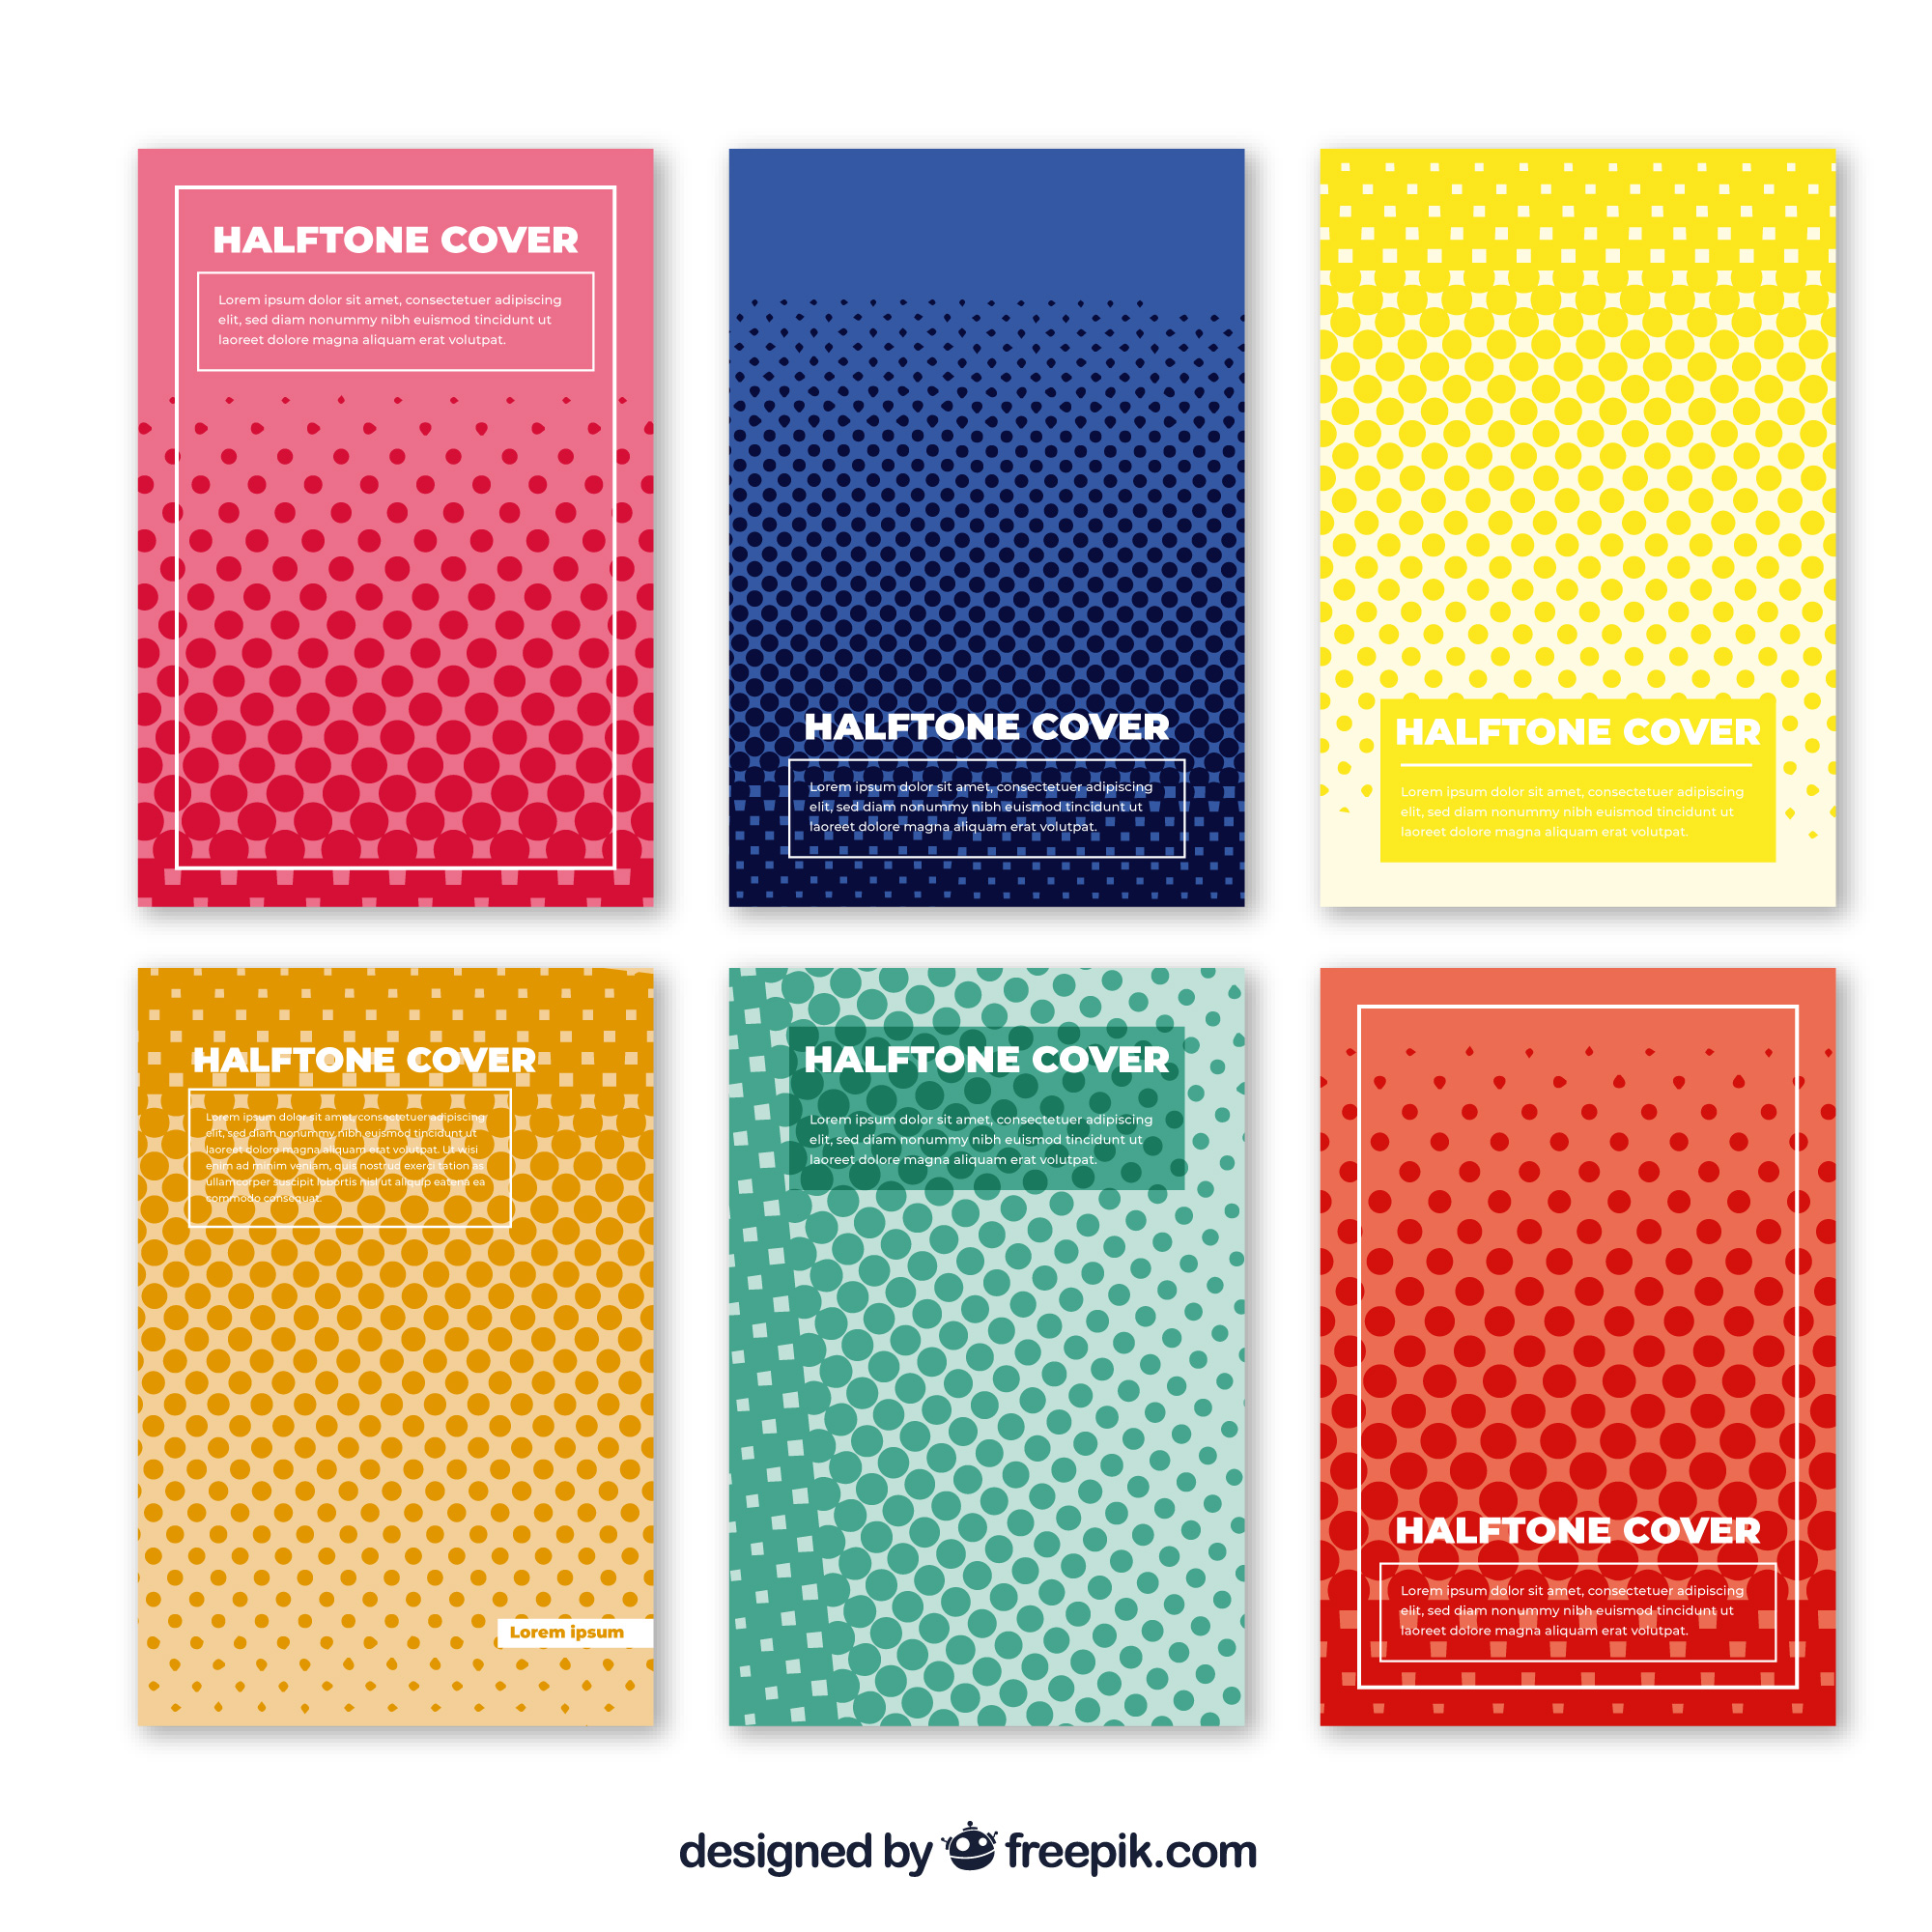 HALFTONE COVER
Lorem ipsum dolor sit amet, consectetuer adipiscing
elit, sed diam nonummy nibh euismod tincidunt ut
laoreet dolore magna aliquam erat volutpat.
HALFTONE COVER
Lorem ipsum dolor sit amet, consectetuer adipiscing
elit, sed diam nonummy nibh euismod tincidunt ut
laoreet dolore magna aliquam erat volutpat.
HALFTONE COVER
Lorem ipsum dolor sit amet, consectetuer adipiscing
elit, sed diam nonummy nibh euismod tincidunt ut
laoreet dolore magna aliquam erat volutpat.
HALFTONE COVER
Lorem ipsum dolor sit amet, consectetuer adipiscing
elit, sed diam nonummy nibh euismod tincidunt ut
laoreet dolore magna aliquam erat volutpat. Ut wisi
enim ad minim veniam, quis nostrud exerci tation as
ullamcorper suscipit lobortis nisl ut aliquip eatena ea
commodo consequat.
Lorem ipsum
HALFTONE COVER
Lorem ipsum dolor sit amet, consectetuer adipiscing
elit, sed diam nonummy nibh euismod tincidunt ut
laoreet dolore magna aliquam erat volutpat.
HALFTONE COVER
Lorem ipsum dolor sit amet, consectetuer adipiscing
elit, sed diam nonummy nibh euismod tincidunt ut
laoreet dolore magna aliquam erat volutpat.
designed by freepik.com